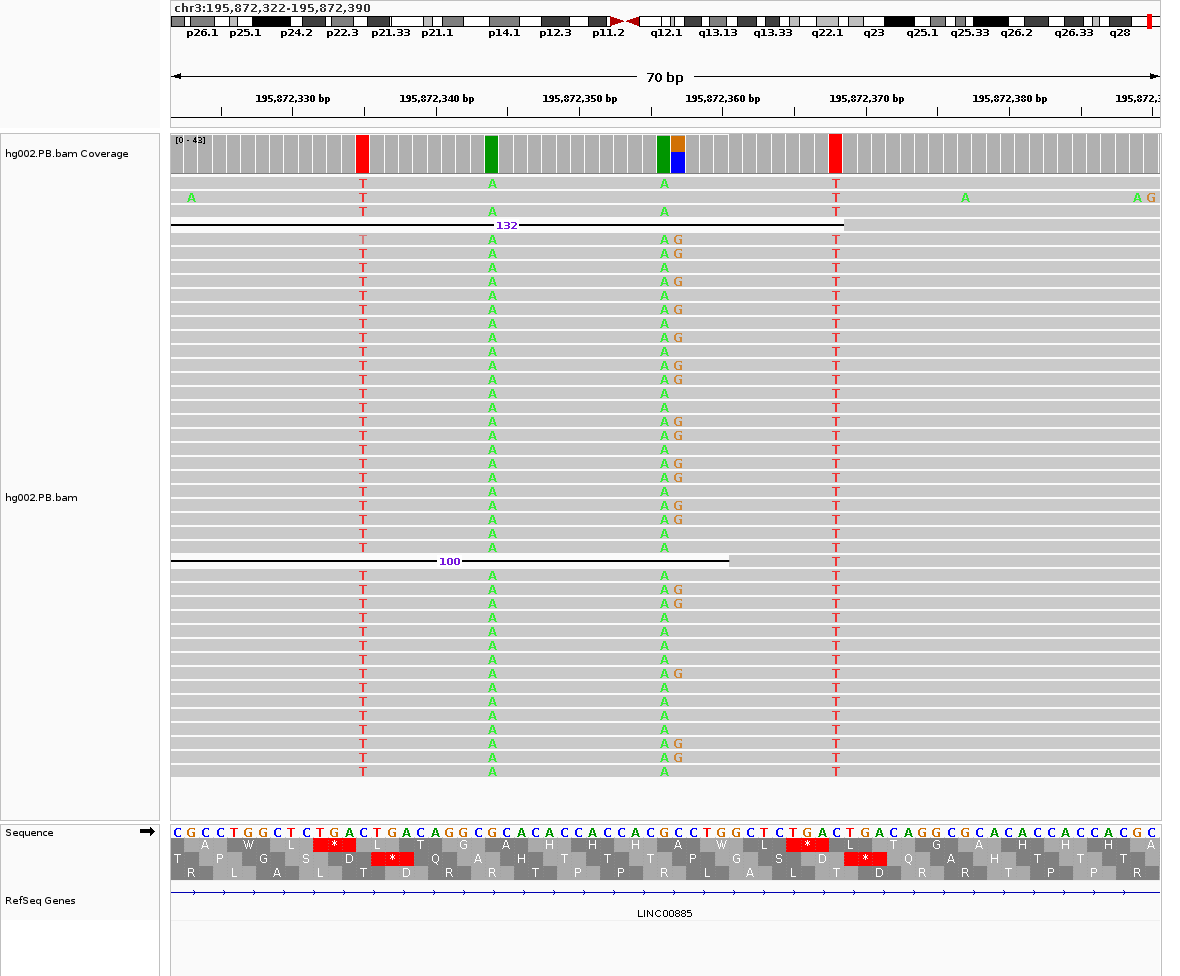 chr3:195,872,322-195,872,390
p26.1 p25.1 p24.2 p22.3 p21.33 p21.1 p14.1 p12.3 p11.2 q12.1 q13.13 q13.33 q22.1 q23 q25.1 q25.33 q26.2 q26.33 q28
70 bp
195,872,330 bp 195,872,340 bp 195,872,350 bp 195,872,360 bp 195,872,370 bp 195,872,380 bp 195,872,3
[0 - 43]
hg002.PB.bam Coverage
T A A T
A T T A A G
T A A T
132
T A A G T
T A A G T
T A A T
T A A G T
T A A T
T A A G T
T A A T
T A A G T
T A A T
T A A G T
T A A G T
T A A T
T A A T
T A A G T
T A A G T
T A A T
T A A G T
T A A G T
T A A T
hg002.PB.bam
T A A G T
T A A G T
T A A T
T A A T
100 T
T A A T
T A A G T
T A A G T
T A A T
T A A T
T A A T
T A A T
T A A G T
T A A T
T A A T
T A A T
T A A T
T A A G T
T A A G T
T A A T
Sequence
C G C C T G G C T C T G A C T G A C A G G C G C A C A C C A C C A C G C C T G G C T C T G A C T G A C A G G C G C A C A C C A C C A C G C
A W L * L T G A H H H A W L * L T G A H H H A
T P G S D * Q A H T T T P G S D * Q A H T T T
R L A L T D R R T P P R L A L T D R R T P P R
RefSeq Genes
LINC00885